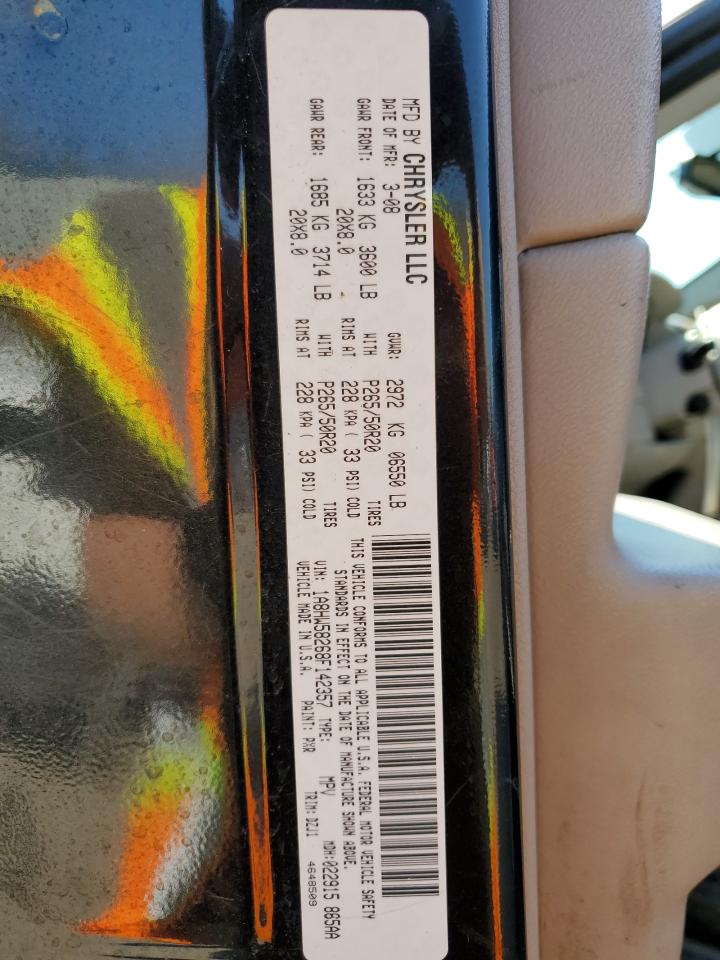 MFD BY CHRYSLER LLC
DATE OF MFR: 3-08 GVWR: 2972 KG 06550 LB
GAWR FRONT: 1633 KG 3600 LB WITH P265/50R20 TIRES
20X8.0 RIMS AT 228 KPA ( 33 PSI) COLD
GAWR REAR: 1685 KG 3714 LB WITH P265/50R20 TIRES
20X8.0 RIMS AT 228 KPA ( 33 PSI) COLD
THIS VEHICLE CONFORMS TO ALL APPLICABLE U.S.A. FEDERAL MOTOR VEHICLE SAFETY
STANDARDS IN EFFECT ON THE DATE OF MANUFACTURE SHOWN ABOVE.
VIN: 1A8HW58268F142357 TYPE: MPV MDH:022915 865AA
VEHICLE MADE IN U.S.A. PAINT: PXR TRIM: DZJ1 4648509